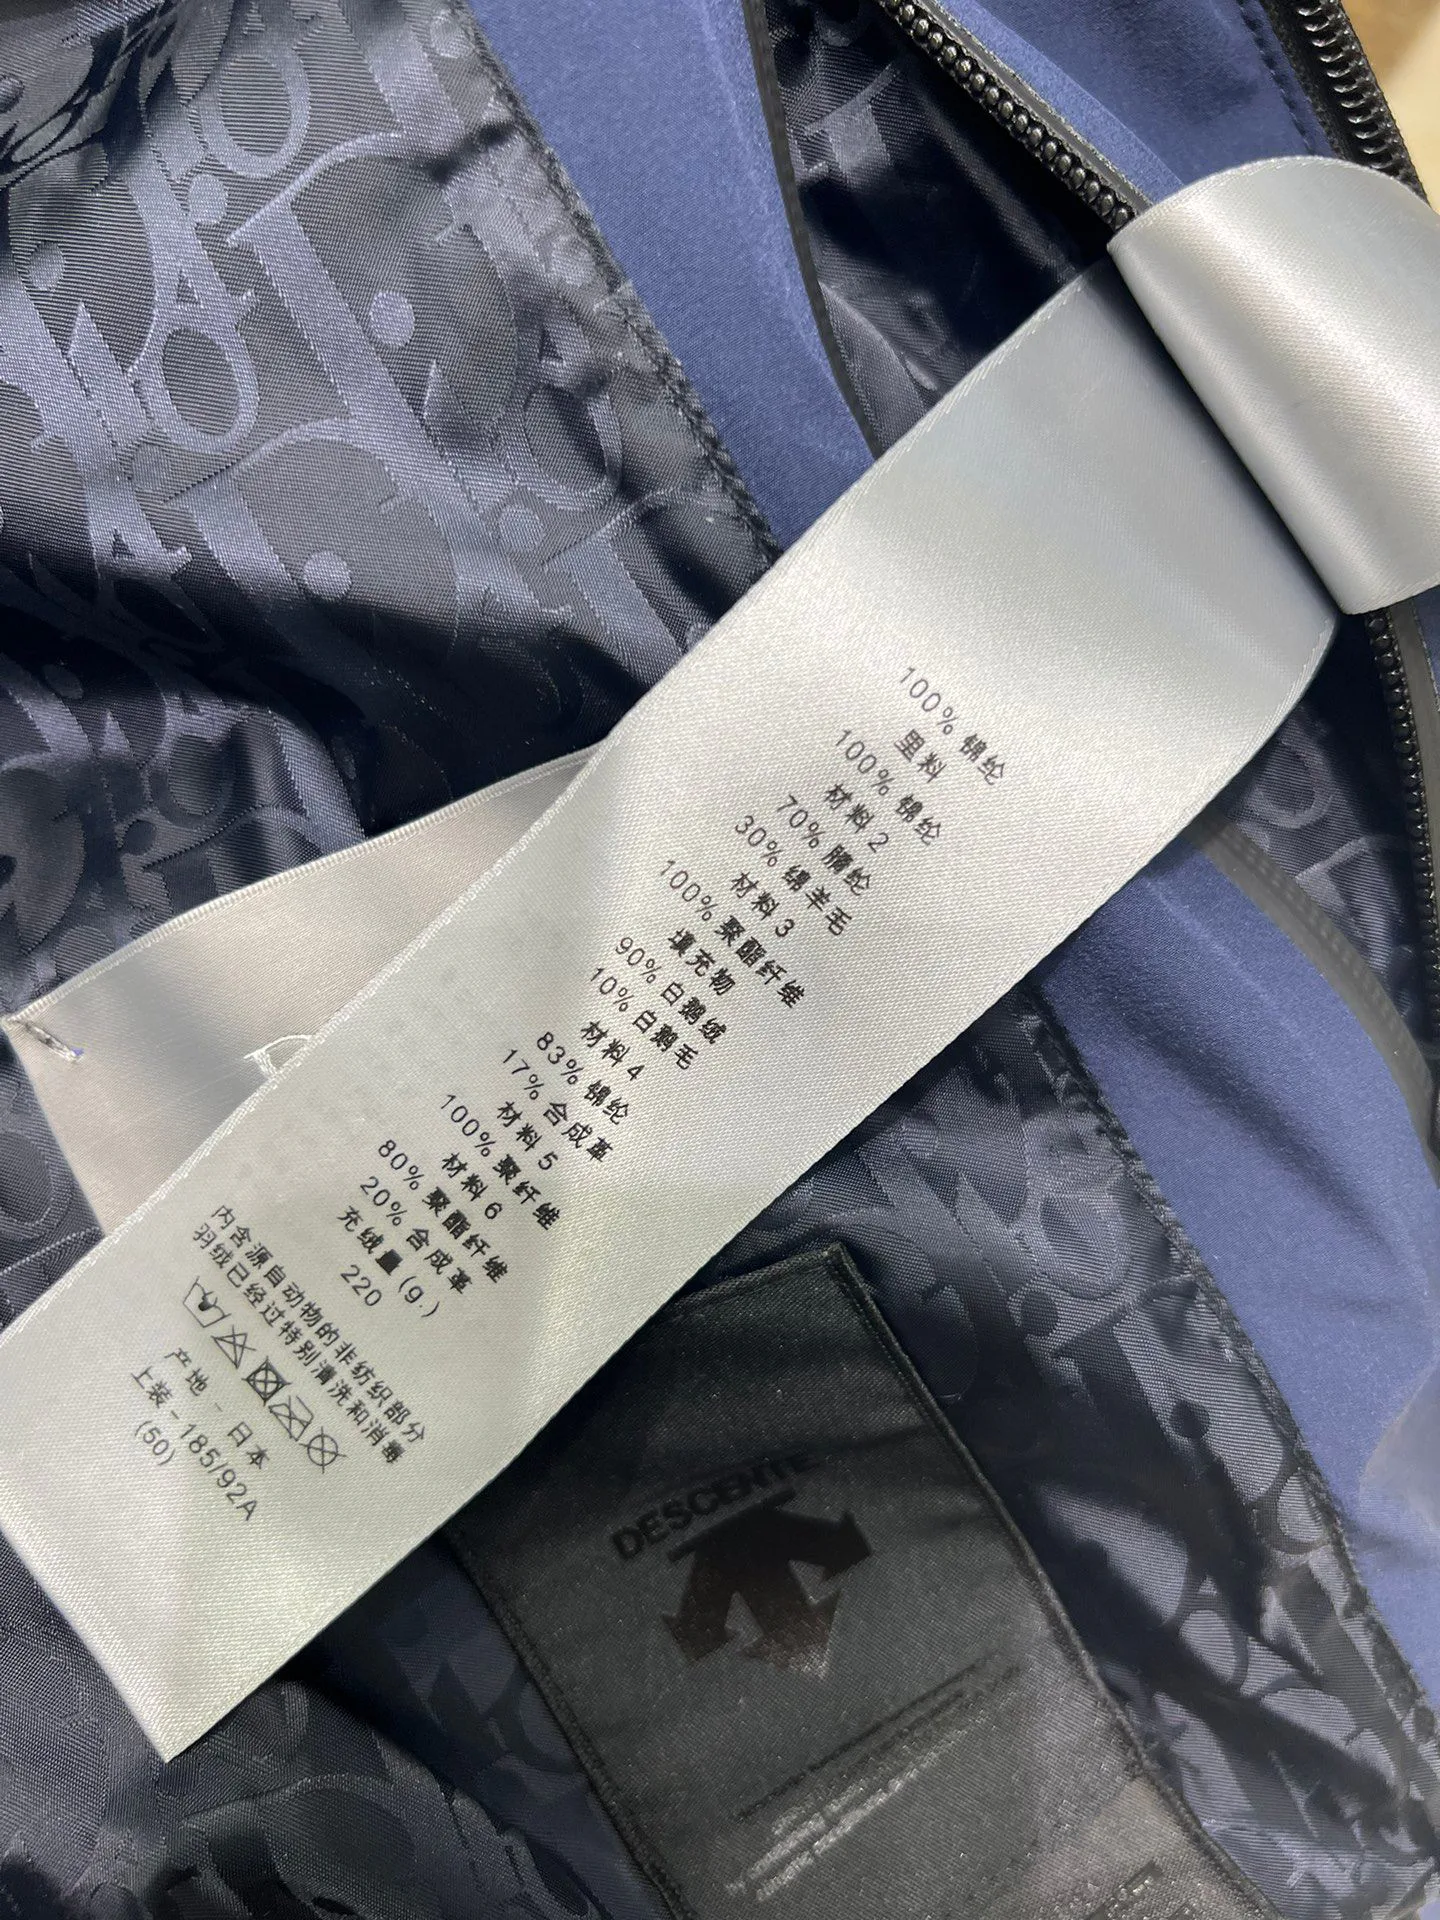 100% 锦纶
里料
100% 锦纶
材料 2
70% 腈纶
30% 绵羊毛
材料 3
100% 聚酯纤维
填充物
90% 白鹅绒
10% 白鹅毛
材料 4
83% 锦纶
17% 合成革
材料 5
100% 聚纤维
材料 6
80% 聚酯纤维
20% 合成革
充绒量 (g.)
220
内含源自动物的非纺织部分
羽绒已经过特别清洗和消毒
产地 - 日本
上装 - 185/92A
(50)
DESCENTE